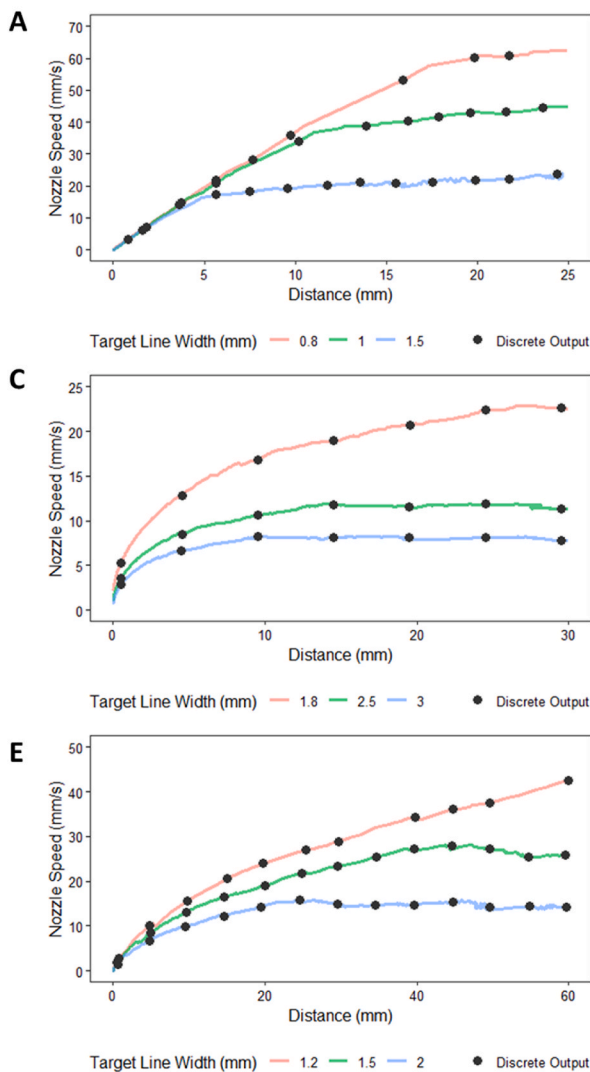 A
70
60
50
40
30
20
10
0
Nozzle Speed (mm/s)
0 5 10 15 20 25
Distance (mm)
Target Line Width (mm) 0.8 1 1.5 Discrete Output
C
25
20
15
10
5
0
Nozzle Speed (mm/s)
0 10 20 30
Distance (mm)
Target Line Width (mm) 1.8 2.5 3 Discrete Output
E
50
40
30
20
10
0
Nozzle Speed (mm/s)
0 20 40 60
Distance (mm)
Target Line Width (mm) 1.2 1.5 2 Discrete Output